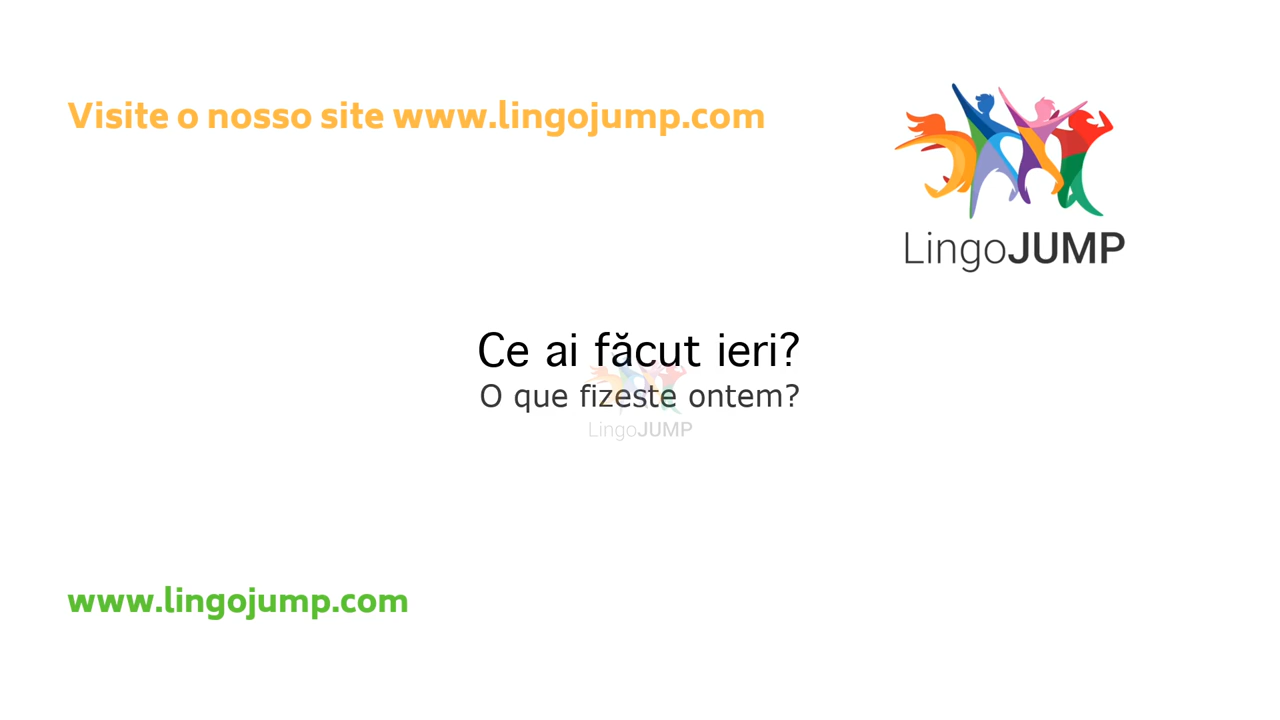 Visite o nosso site www.lingojump.com
LingoJUMP
Ce ai făcut ieri?
O que fizeste ontem?
LingoJUMP
www.lingojump.com